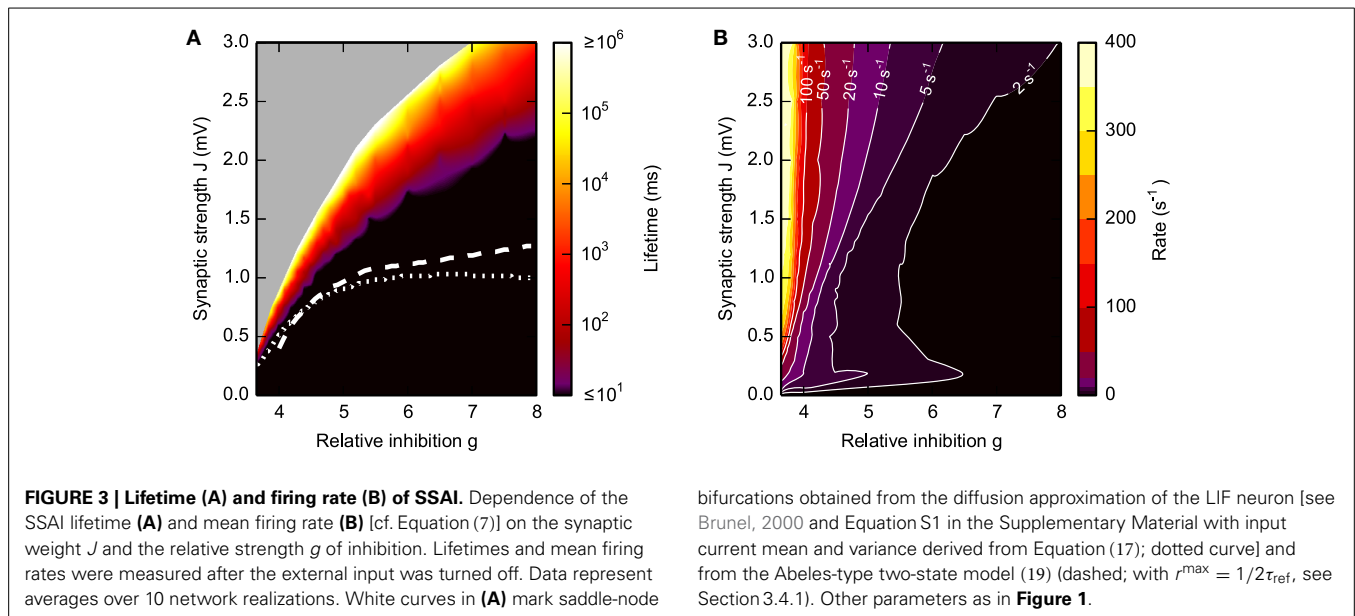 A
3.0
2.5
2.0
1.5
1.0
0.5
0.0
Synaptic strength J (mV)
4 5 6 7 8
Relative inhibition g
≥10⁶
10⁵
10⁴
10³
10²
≤10¹
Lifetime (ms)
B
3.0
2.5
2.0
1.5
1.0
0.5
0.0
Synaptic strength J (mV)
100 s⁻¹
50 s⁻¹
20 s⁻¹
10 s⁻¹
5 s⁻¹
2 s⁻¹
4 5 6 7 8
Relative inhibition g
400
300
200
100
0
Rate (s⁻¹)
FIGURE 3 | Lifetime (A) and firing rate (B) of SSAI. Dependence of the
SSAI lifetime (A) and mean firing rate (B) [cf. Equation (7)] on the synaptic
weight J and the relative strength g of inhibition. Lifetimes and mean firing
rates were measured after the external input was turned off. Data represent
averages over 10 network realizations. White curves in (A) mark saddle-node
bifurcations obtained from the diffusion approximation of the LIF neuron [see
Brunel, 2000 and Equation S1 in the Supplementary Material with input
current mean and variance derived from Equation (17); dotted curve] and
from the Abeles-type two-state model (19) (dashed; with rᵐᵃˣ = 1/2τref, see
Section 3.4.1). Other parameters as in Figure 1.